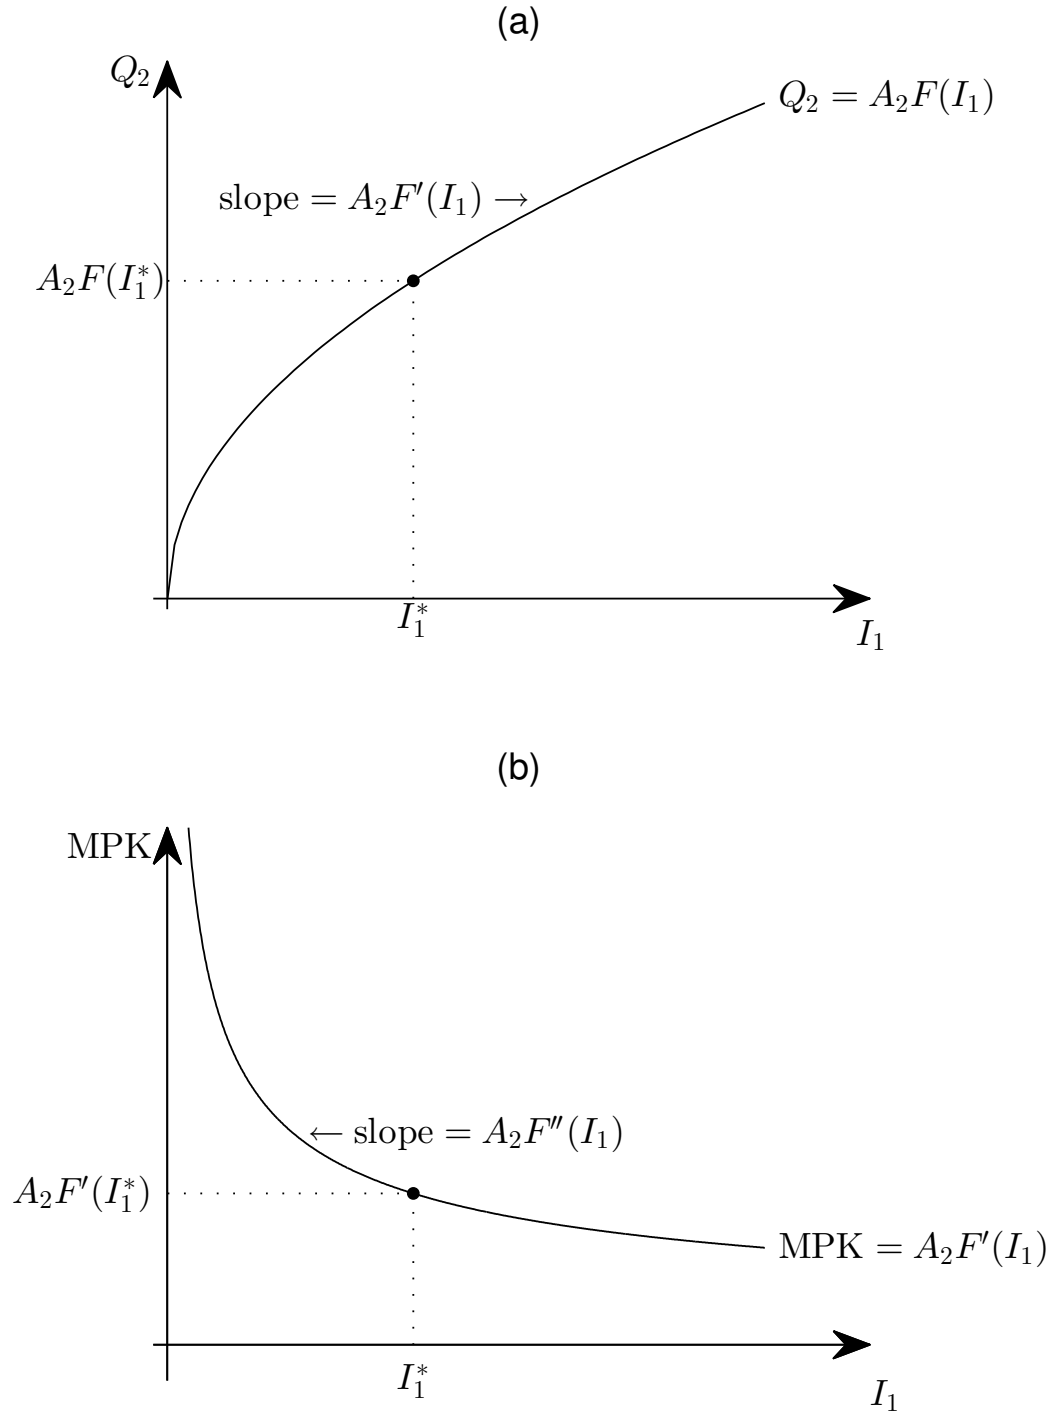 (a)
Q₂
Q₂ = A₂F(I₁)
slope = A₂F′(I₁) →
A₂F(I₁*)
I₁*
I₁
(b)
MPK
← slope = A₂F″(I₁)
A₂F′(I₁*)
MPK = A₂F′(I₁)
I₁*
I₁